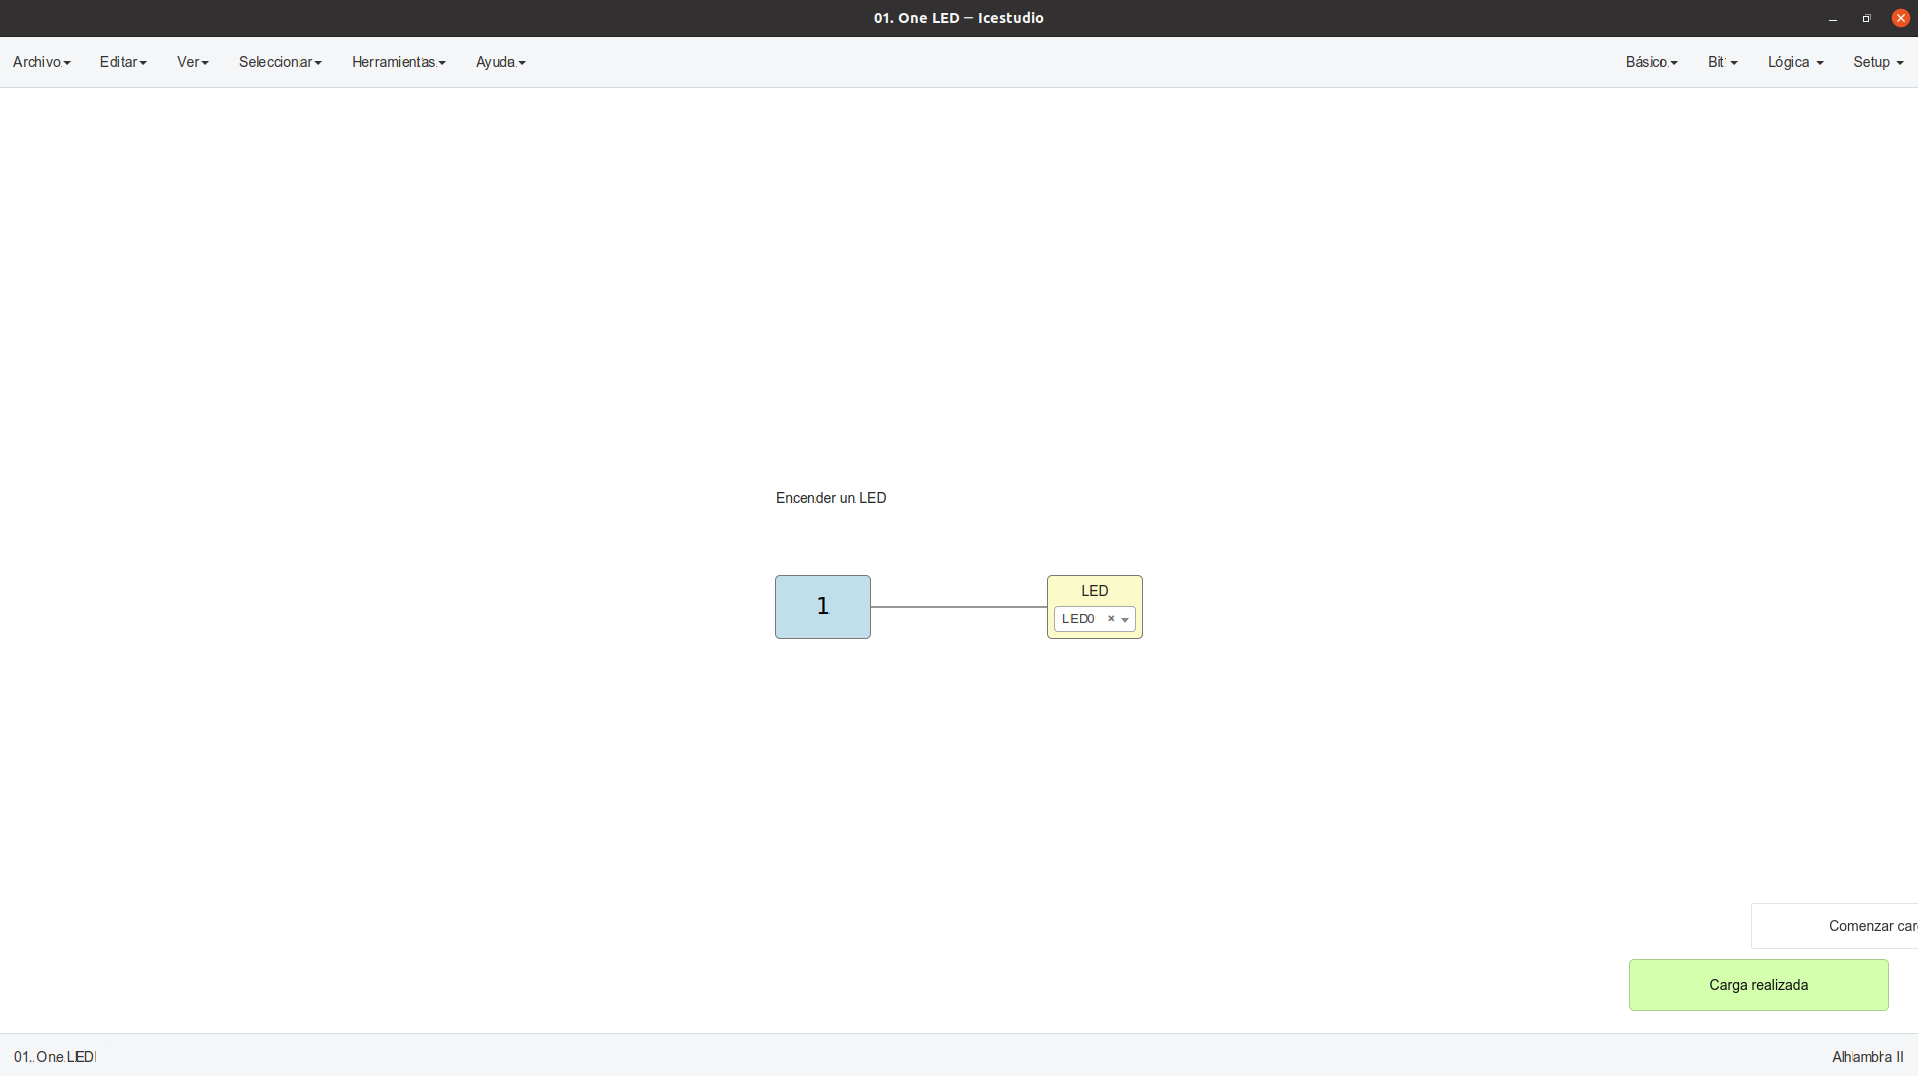 01. One LED – Icestudio
Archivo Editar Ver Seleccionar Herramientas Ayuda Básico Bit Lógica Setup
Encender un LED
1
LED
LED0 ×
Comenzar car
Carga realizada
01. One LED Alhambra II